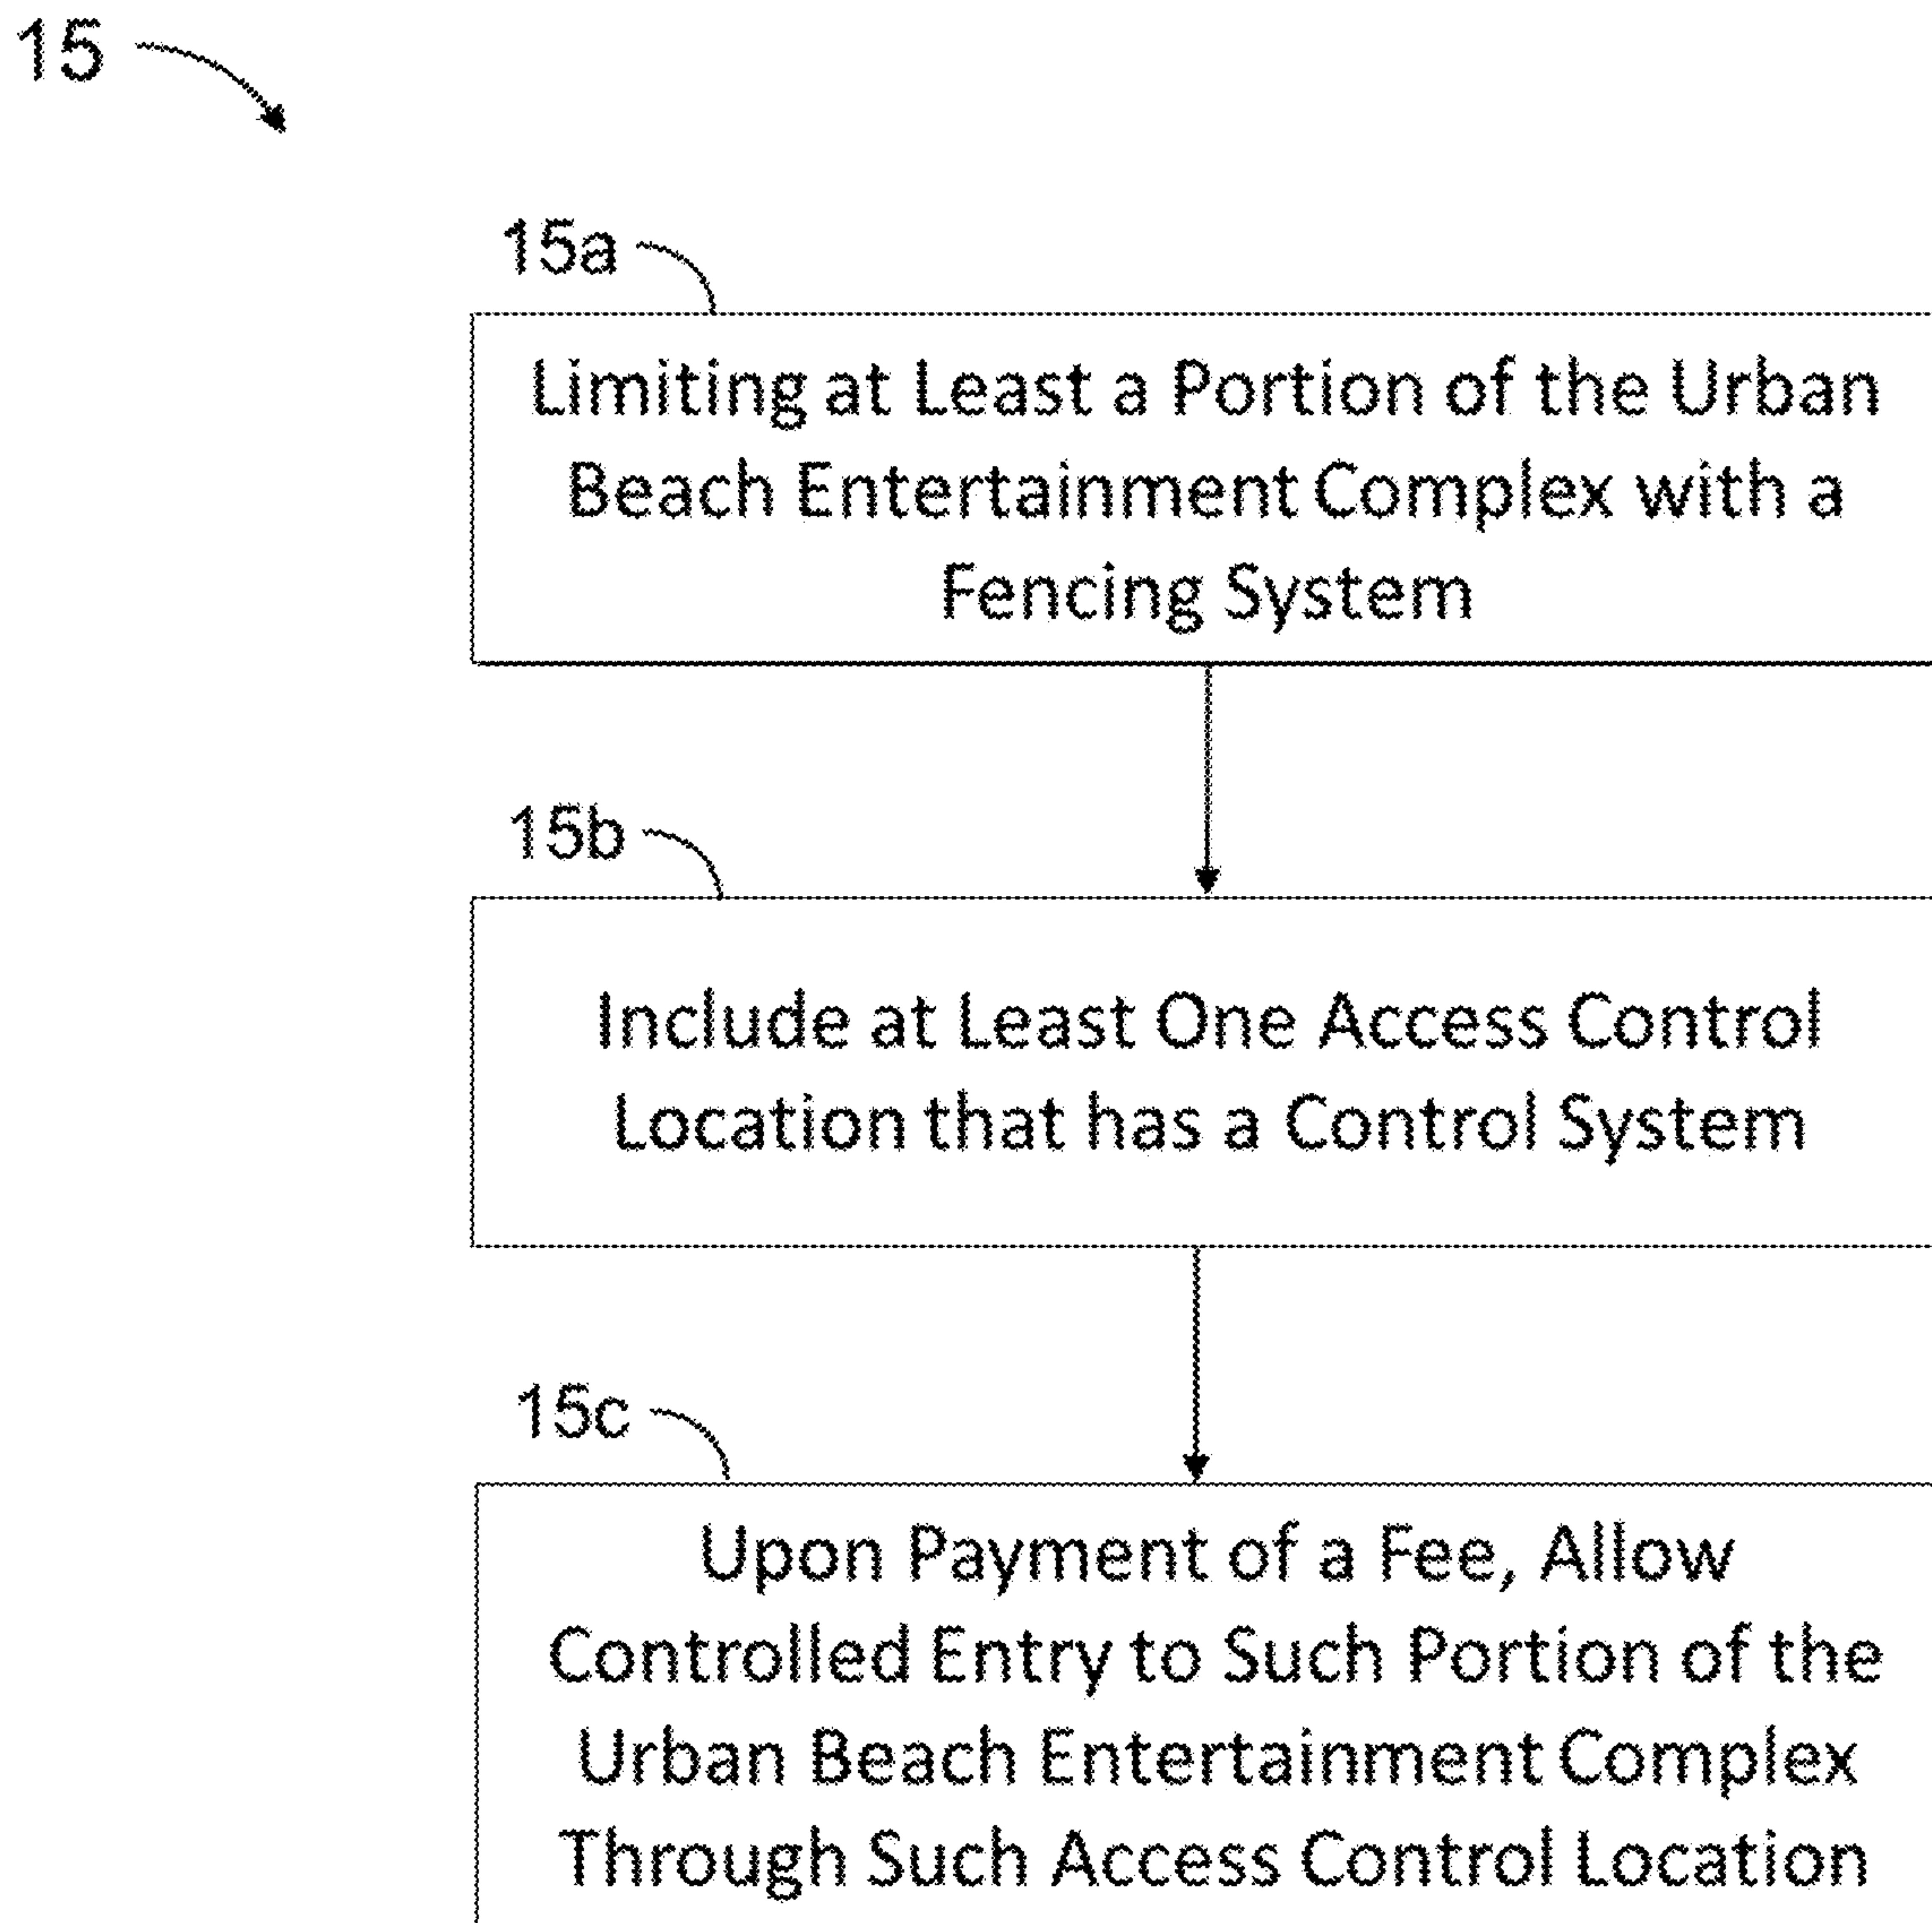 15
15a
Limiting at Least a Portion of the Urban
Beach Entertainment Complex with a
Fencing System
15b
Include at Least One Access Control
Location that has a Control System
15c
Upon Payment of a Fee, Allow
Controlled Entry to Such Portion of the
Urban Beach Entertainment Complex
Through Such Access Control Location